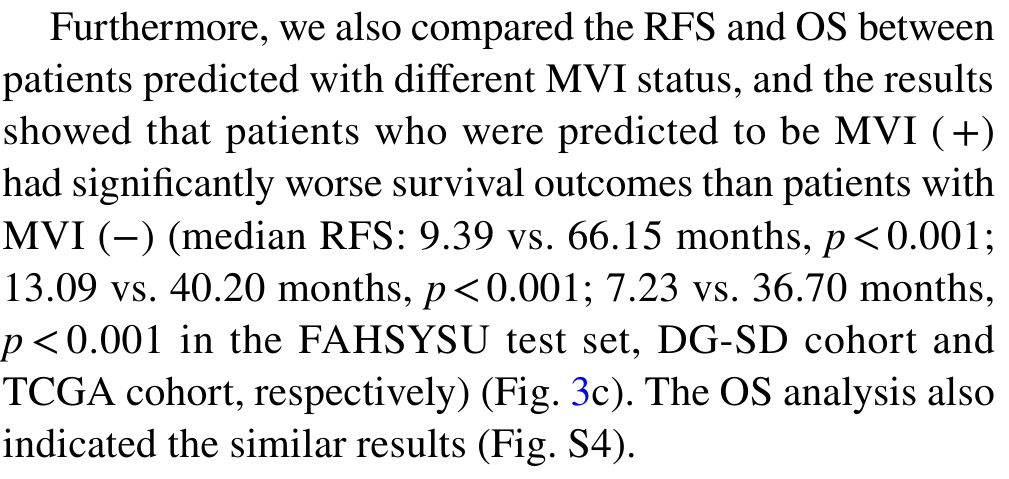 Furthermore, we also compared the RFS and OS between
patients predicted with different MVI status, and the results
showed that patients who were predicted to be MVI (+)
had significantly worse survival outcomes than patients with
MVI (−) (median RFS: 9.39 vs. 66.15 months, p < 0.001;
13.09 vs. 40.20 months, p < 0.001; 7.23 vs. 36.70 months,
p < 0.001 in the FAHSYSU test set, DG-SD cohort and
TCGA cohort, respectively) (Fig. 3c). The OS analysis also
indicated the similar results (Fig. S4).